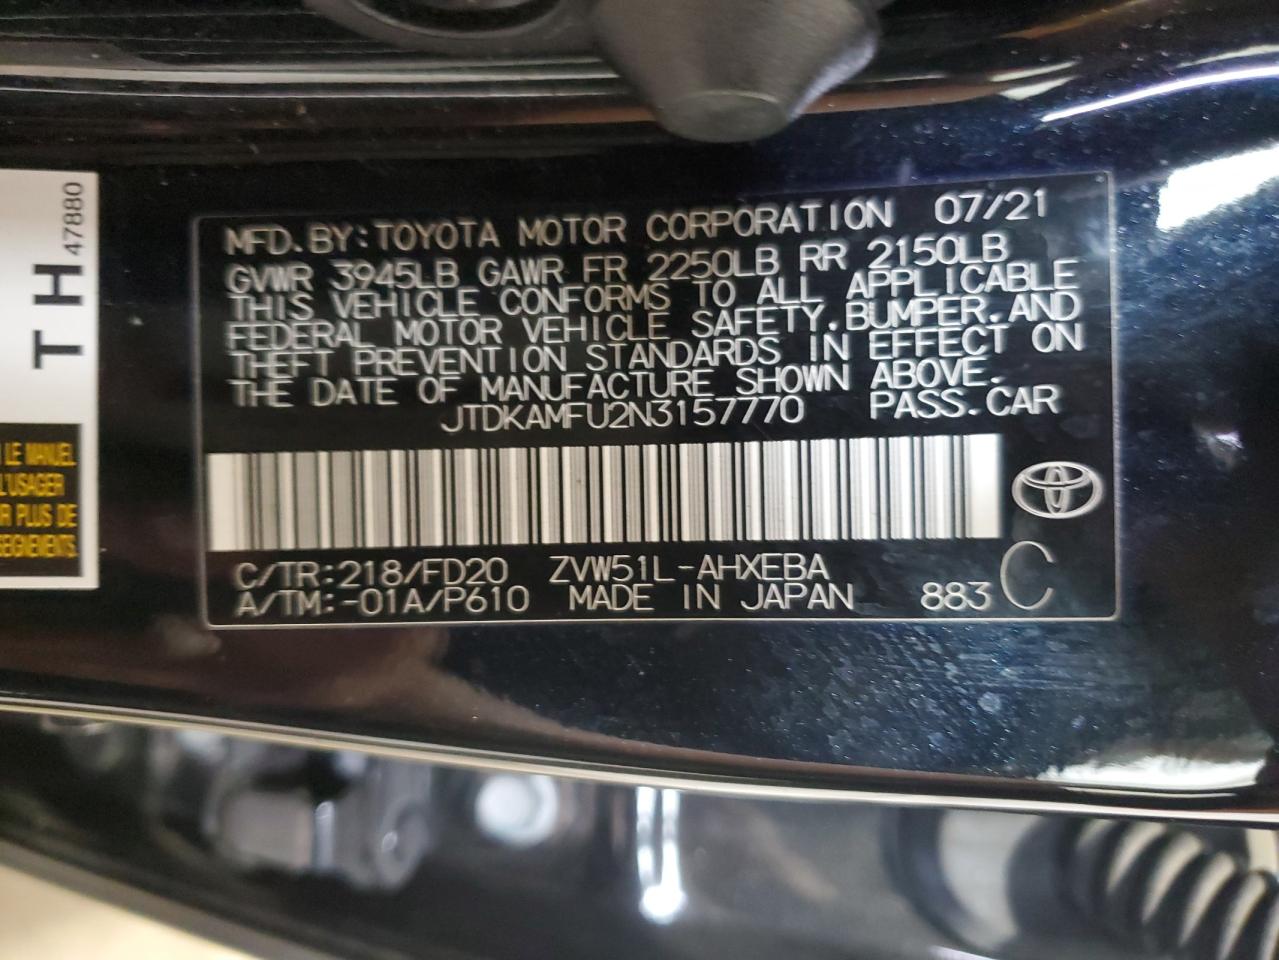 MFD.BY:TOYOTA MOTOR CORPORATION 07/21
GVWR 3945LB GAWR FR 2250LB RR 2150LB
THIS VEHICLE CONFORMS TO ALL APPLICABLE
FEDERAL MOTOR VEHICLE SAFETY,BUMPER,AND
THEFT PREVENTION STANDARDS IN EFFECT ON
THE DATE OF MANUFACTURE SHOWN ABOVE.
JTDKAMFU2N3157770 PASS.CAR
C/TR:218/FD20 ZVW51L-AHXEBA
A/TM:-01A/P610 MADE IN JAPAN 883 C
TH
47880
LE MANUEL
L'USAGER
PLUS DE